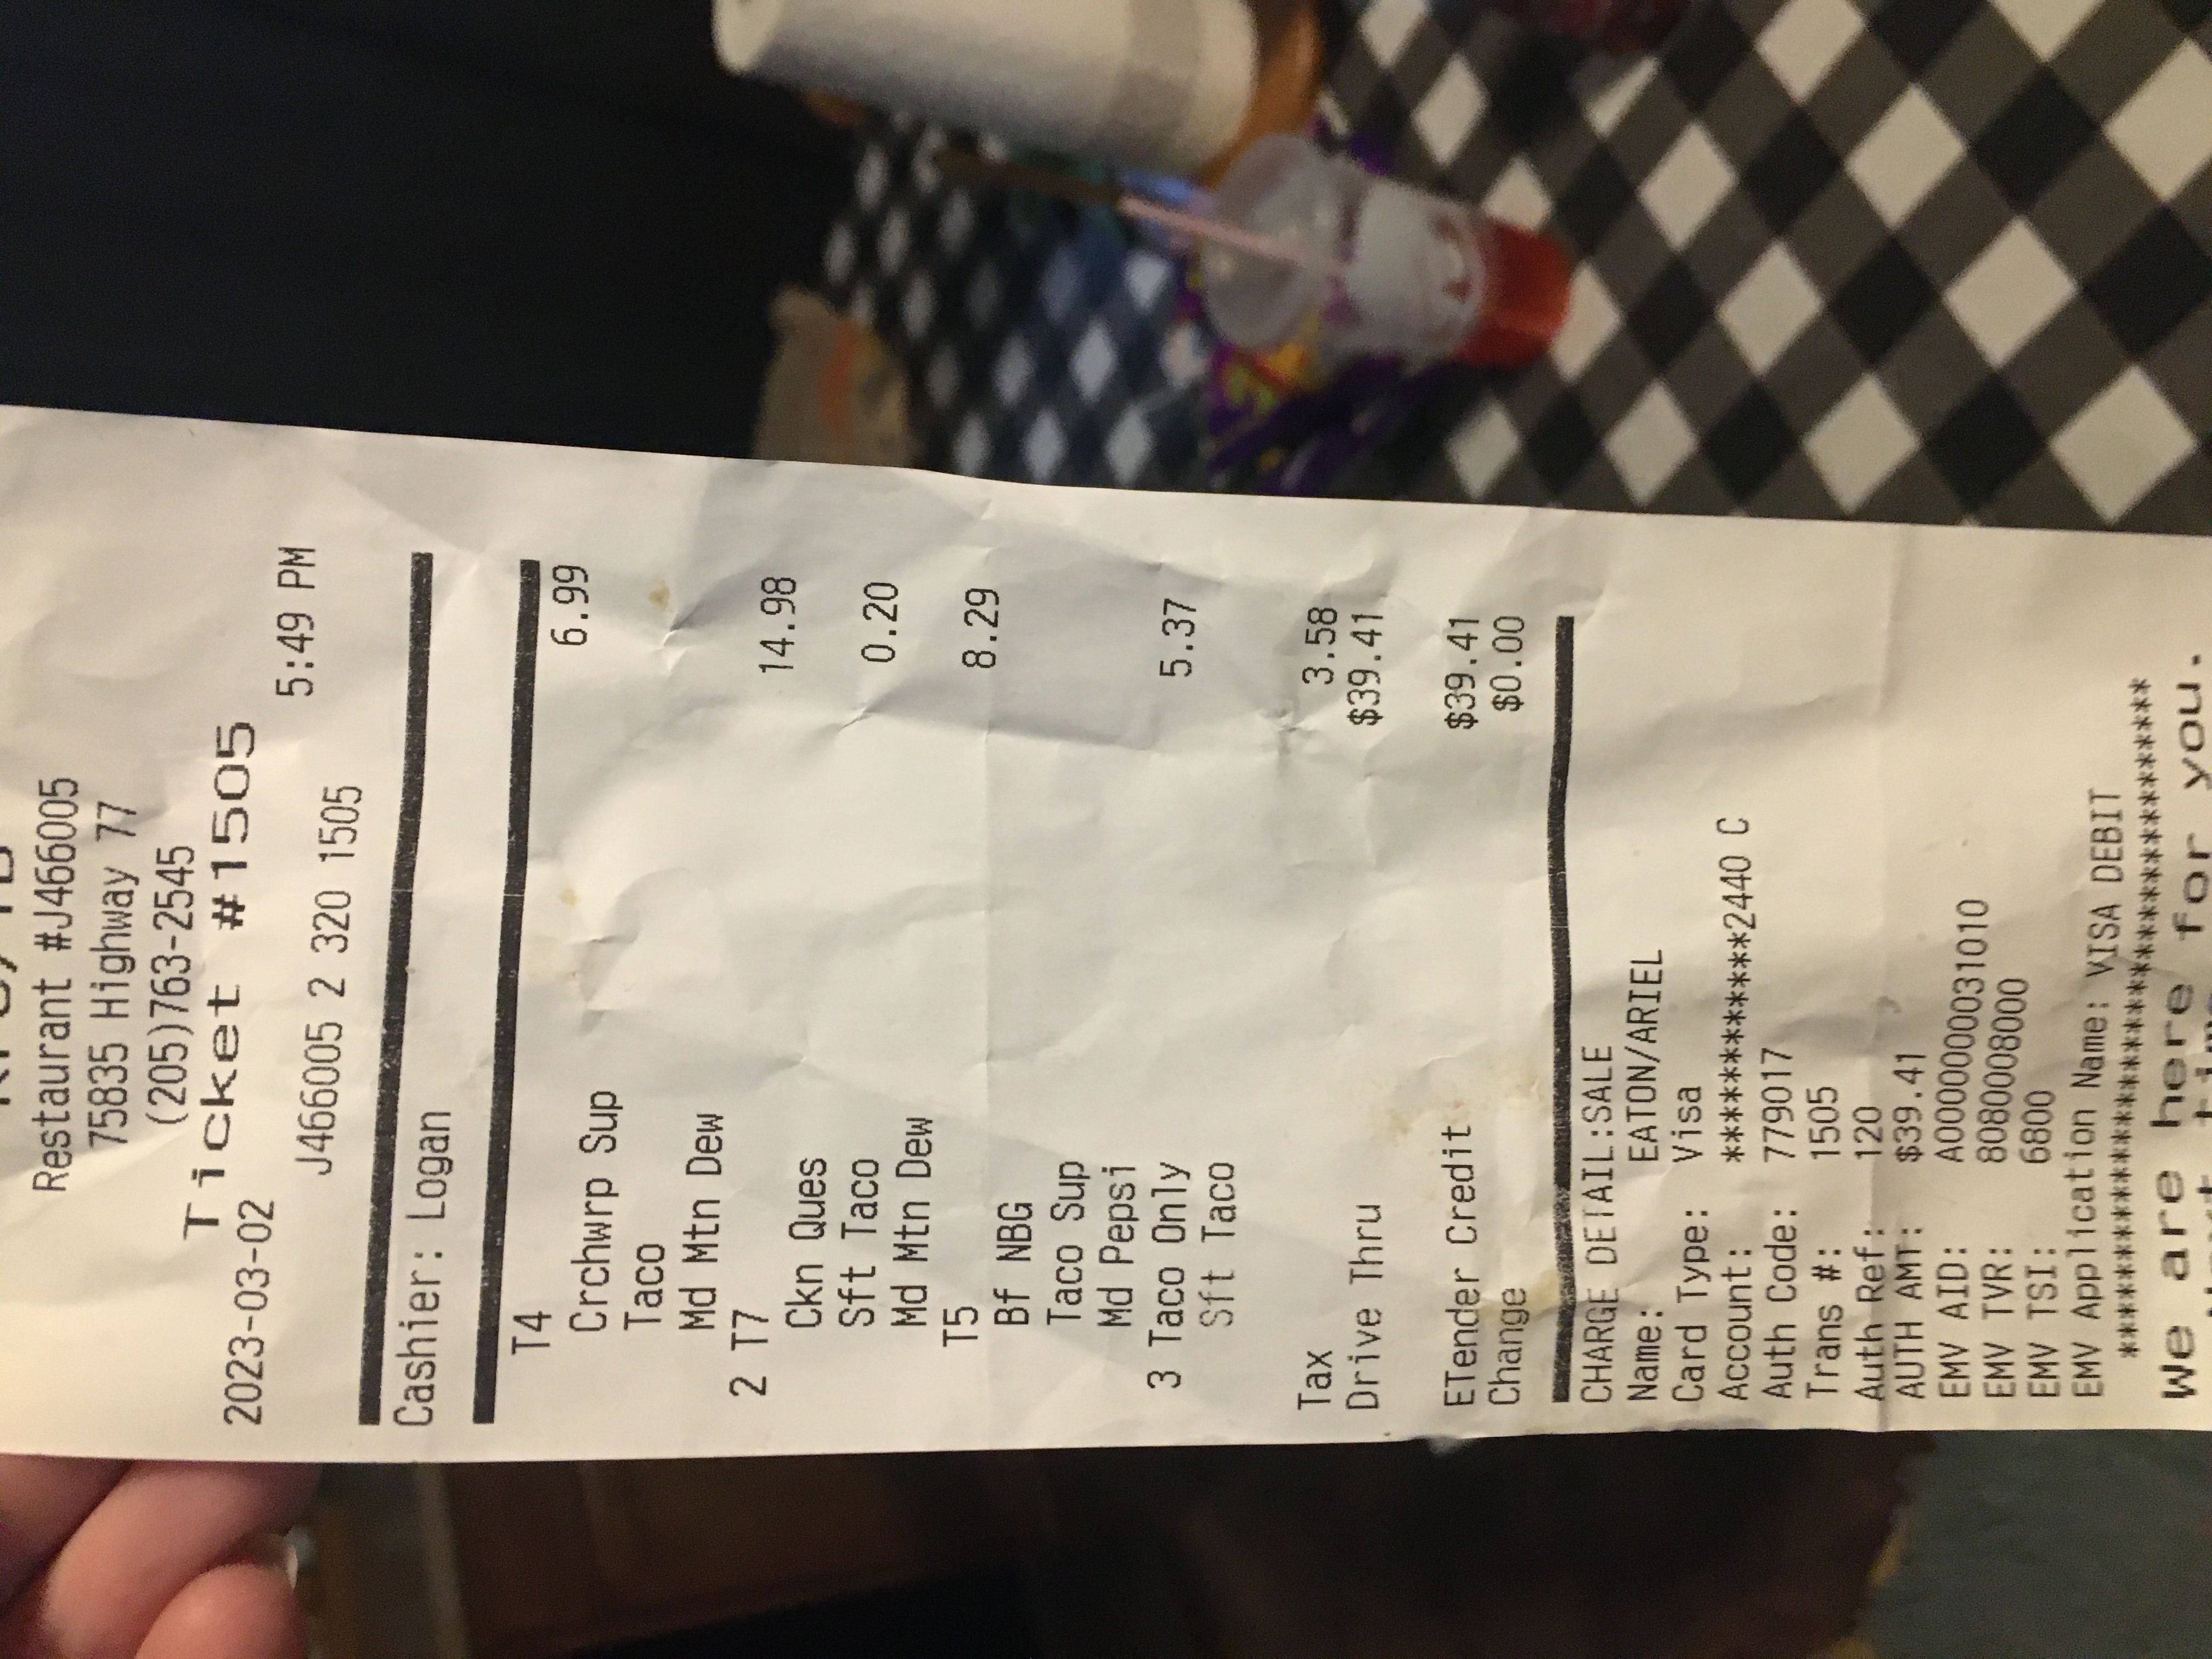 Restaurant #J466005
75835 Highway 77
(205)763-2545
Ticket #1505
2023-03-02 5:49 PM
J466005 2 320 1505
Cashier: Logan
T4 6.99
Crchwrp Sup
Taco
Md Mtn Dew
2 T7 14.98
Ckn Ques
Sft Taco 0.20
Md Mtn Dew
T5 8.29
Bf NBG
Taco Sup
Md Pepsi
3 Taco Only 5.37
Sft Taco
Tax 3.58
Drive Thru $39.41
ETender Credit $39.41
Change $0.00
CHARGE DETAIL:SALE
Name: EATON/ARIEL
Card Type: Visa
Account: ************2440 C
Auth Code: 779017
Trans #: 1505
Auth Ref: 120
AUTH AMT: $39.41
EMV AID: A0000000031010
EMV TVR: 8080008000
EMV TSI: 6800
EMV Application Name: VISA DEBIT
We are here for you.